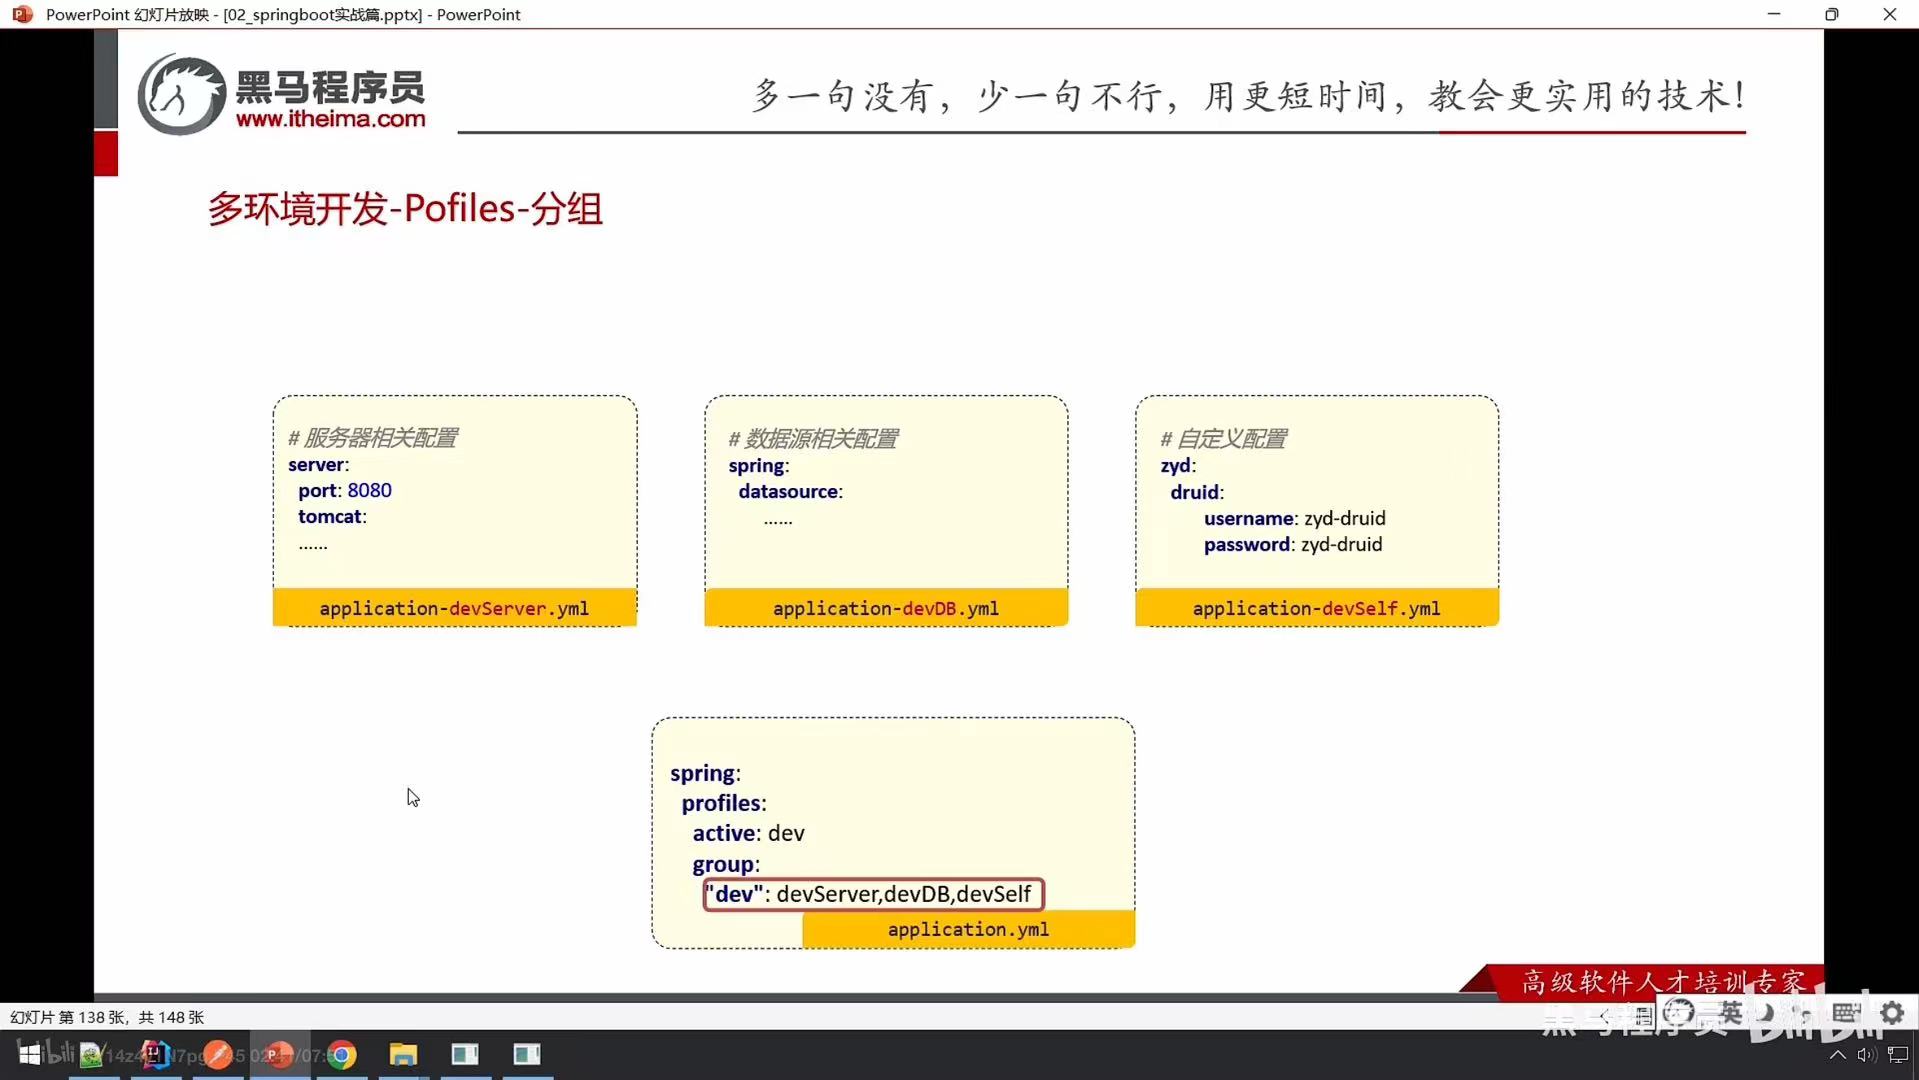 PowerPoint 幻灯片放映 - [02_springboot实战篇.pptx] - PowerPoint
黑马程序员
www.itheima.com
多一句没有，少一句不行，用更短时间，教会更实用的技术！
多环境开发-Pofiles-分组
# 服务器相关配置
server:
port: 8080
tomcat:
......
application-devServer.yml
# 数据源相关配置
spring:
datasource:
......
application-devDB.yml
# 自定义配置
zyd:
druid:
username: zyd-druid
password: zyd-druid
application-devSelf.yml
spring:
profiles:
active: dev
group:
"dev": devServer,devDB,devSelf
application.yml
高级软件人才培训专家
幻灯片 第 138 张，共 148 张
黑马程序员
英
bilibili
bilibili